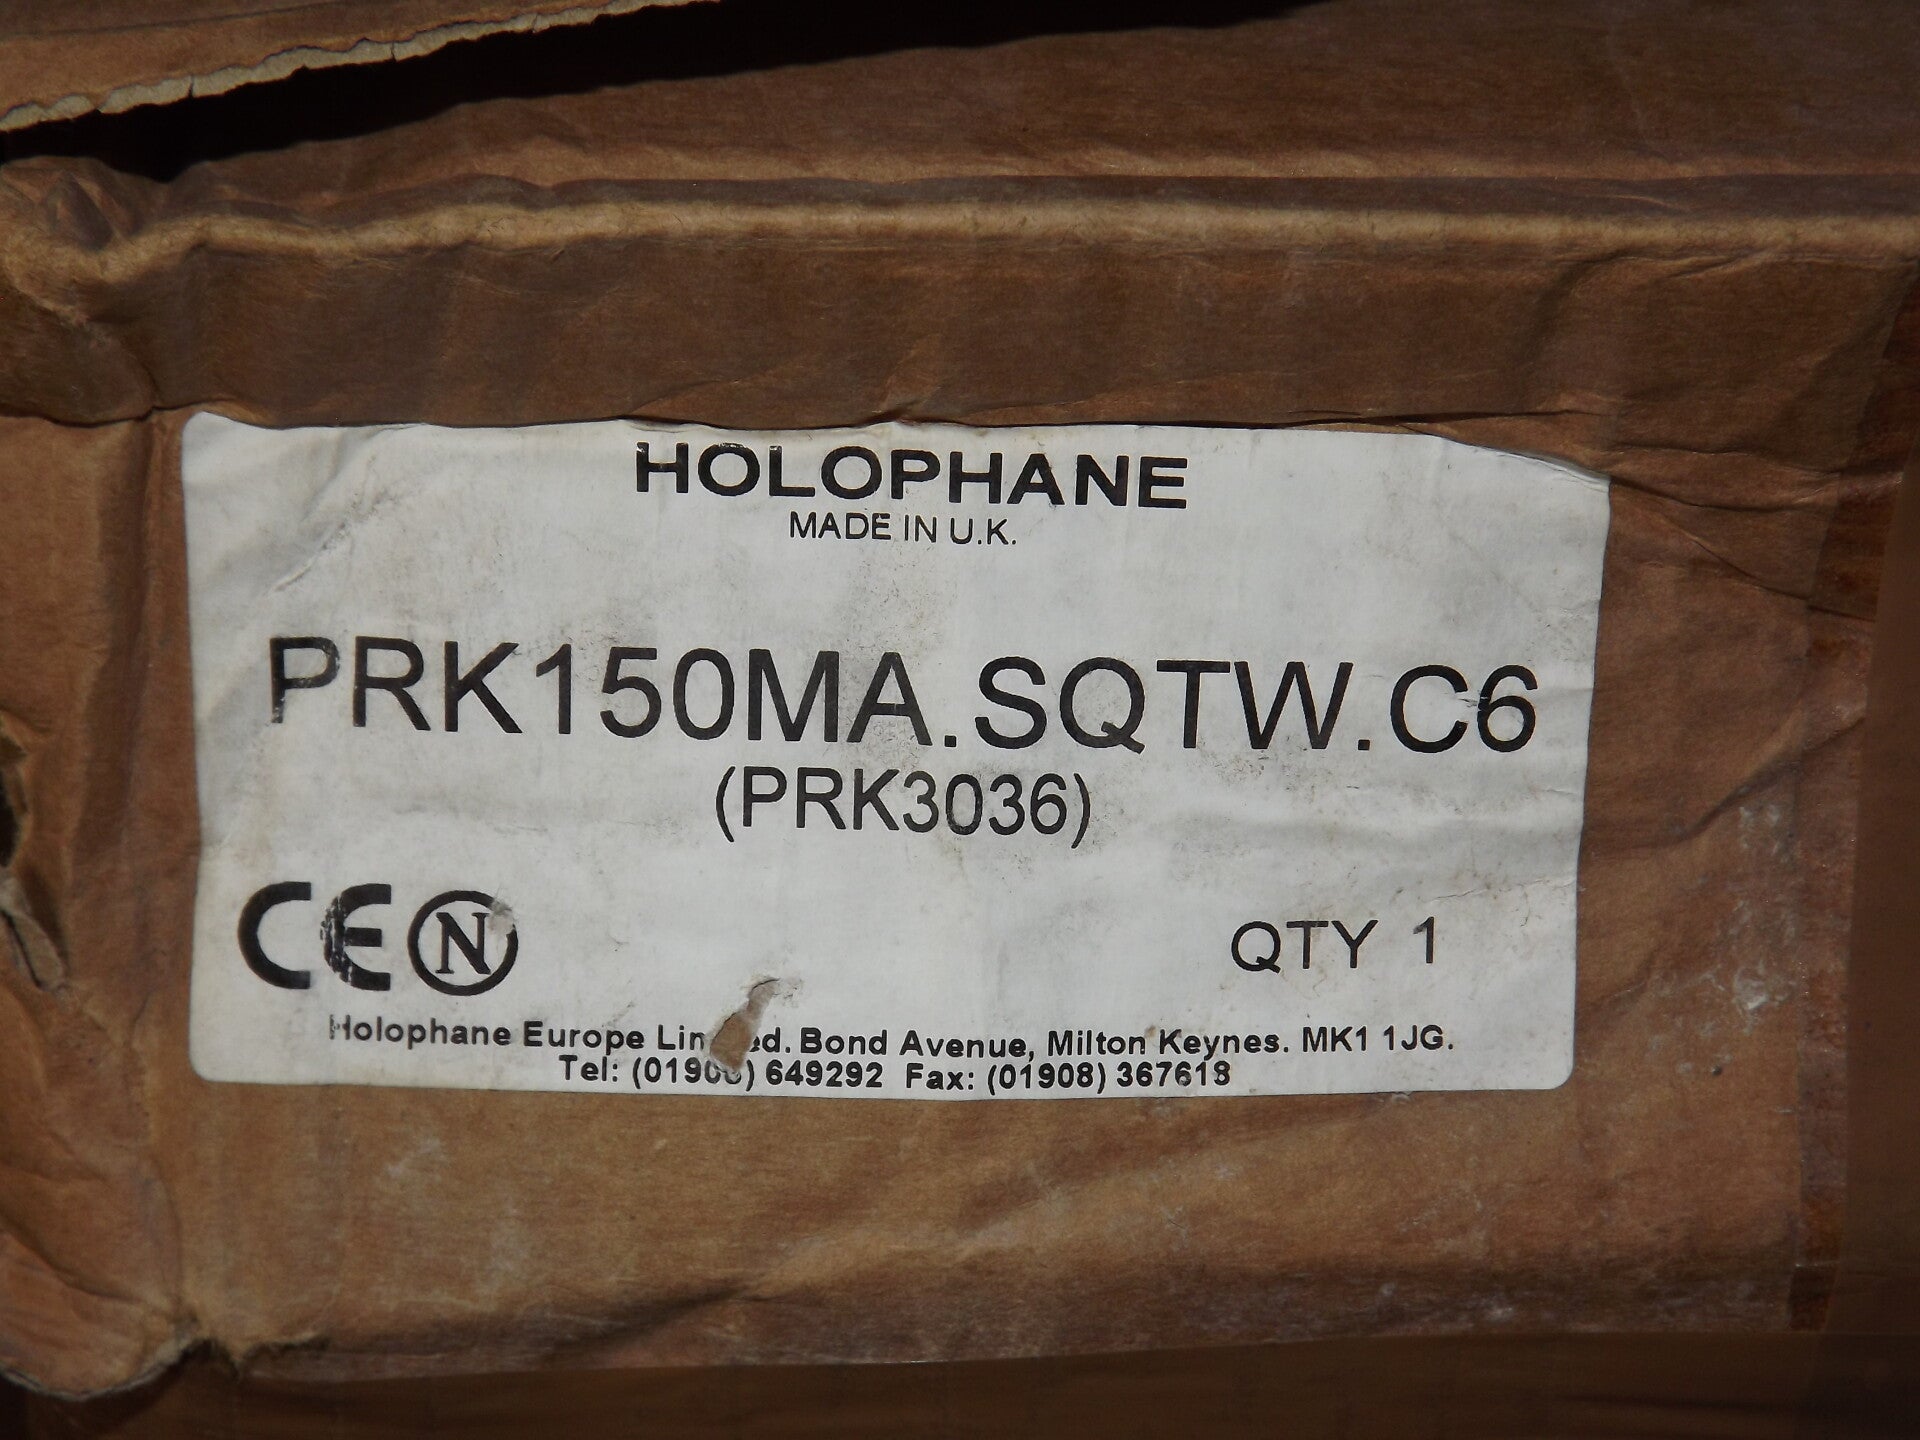 HOLOPHANE
MADE IN U.K.
PRK150MA.SQTW.C6
(PRK3036)
CE N
QTY 1
Holophane Europe Bond Avenue, Milton Keynes. MK1 1JG.
Tel: 649292 Fax: (01908) 367618